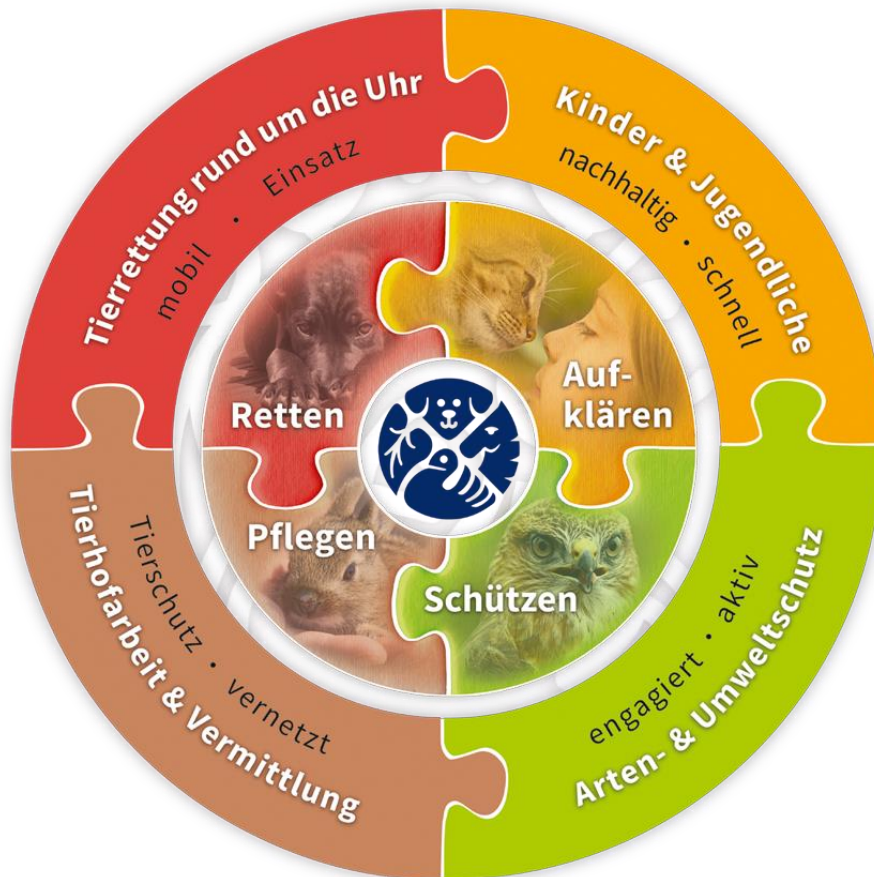 Tierrettung rund um die Uhr
mobil · Einsatz
Kinder & Jugendliche
nachhaltig · schnell
Retten
Auf-
klären
Pflegen
Schützen
Tierschutz · vernetzt
Tierhofarbeit & Vermittlung
engagiert · aktiv
Arten- & Umweltschutz